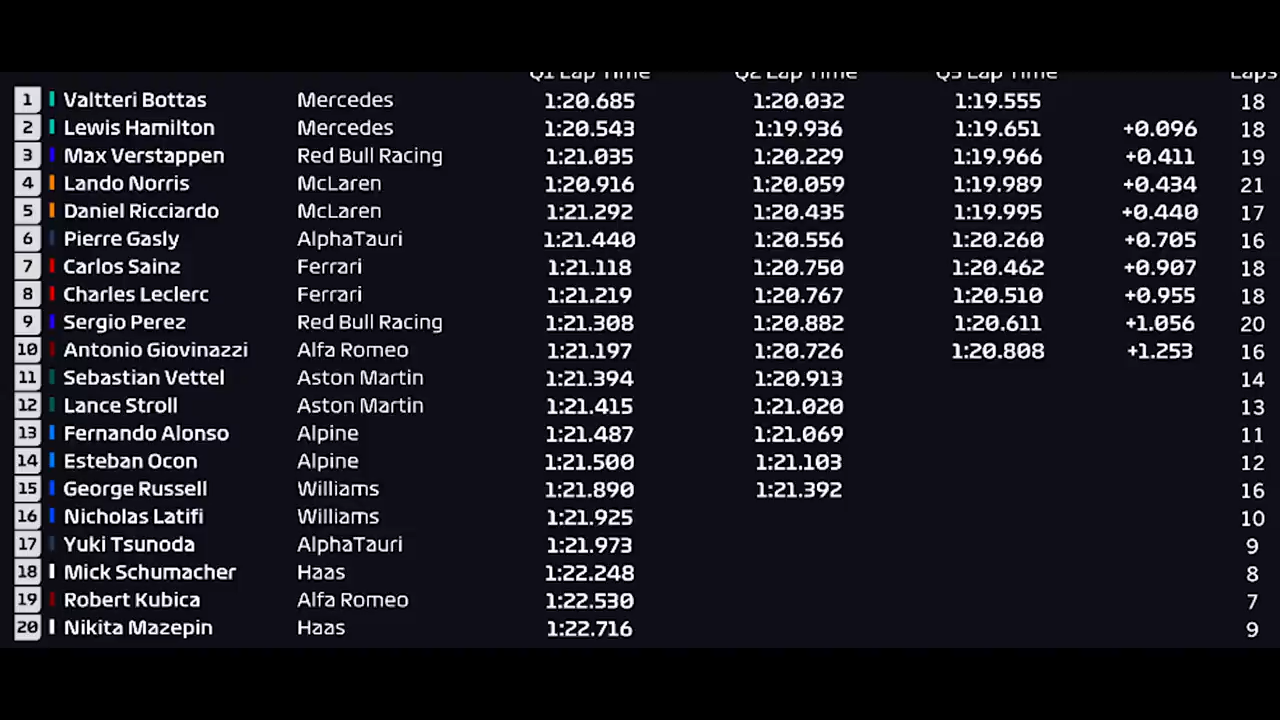 Q1 Lap Time Q2 Lap Time Q3 Lap Time Laps
1 Valtteri Bottas Mercedes 1:20.685 1:20.032 1:19.555 18
2 Lewis Hamilton Mercedes 1:20.543 1:19.936 1:19.651 +0.096 18
3 Max Verstappen Red Bull Racing 1:21.035 1:20.229 1:19.966 +0.411 19
4 Lando Norris McLaren 1:20.916 1:20.059 1:19.989 +0.434 21
5 Daniel Ricciardo McLaren 1:21.292 1:20.435 1:19.995 +0.440 17
6 Pierre Gasly AlphaTauri 1:21.440 1:20.556 1:20.260 +0.705 16
7 Carlos Sainz Ferrari 1:21.118 1:20.750 1:20.462 +0.907 18
8 Charles Leclerc Ferrari 1:21.219 1:20.767 1:20.510 +0.955 18
9 Sergio Perez Red Bull Racing 1:21.308 1:20.882 1:20.611 +1.056 20
10 Antonio Giovinazzi Alfa Romeo 1:21.197 1:20.726 1:20.808 +1.253 16
11 Sebastian Vettel Aston Martin 1:21.394 1:20.913 14
12 Lance Stroll Aston Martin 1:21.415 1:21.020 13
13 Fernando Alonso Alpine 1:21.487 1:21.069 11
14 Esteban Ocon Alpine 1:21.500 1:21.103 12
15 George Russell Williams 1:21.890 1:21.392 16
16 Nicholas Latifi Williams 1:21.925 10
17 Yuki Tsunoda AlphaTauri 1:21.973 9
18 Mick Schumacher Haas 1:22.248 8
19 Robert Kubica Alfa Romeo 1:22.530 7
20 Nikita Mazepin Haas 1:22.716 9